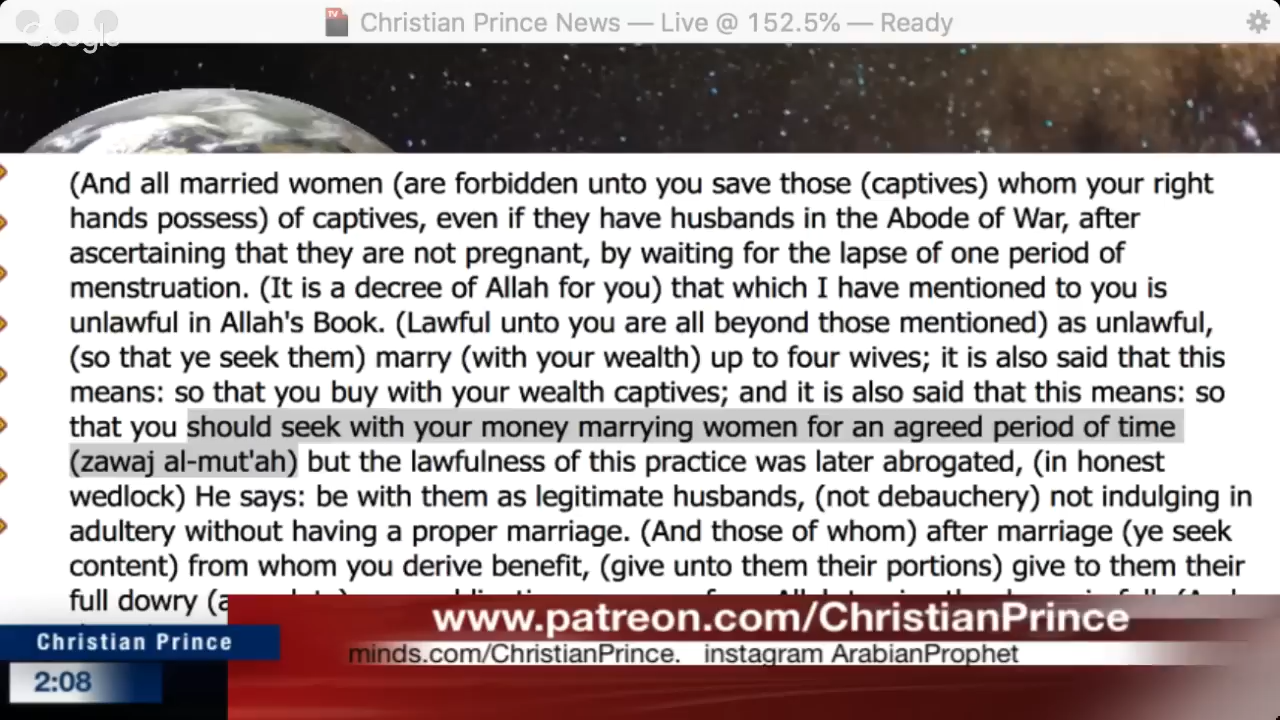 Christian Prince News — Live @ 152.5% — Ready
Google
(And all married women (are forbidden unto you save those (captives) whom your right
hands possess) of captives, even if they have husbands in the Abode of War, after
ascertaining that they are not pregnant, by waiting for the lapse of one period of
menstruation. (It is a decree of Allah for you) that which I have mentioned to you is
unlawful in Allah's Book. (Lawful unto you are all beyond those mentioned) as unlawful,
(so that ye seek them) marry (with your wealth) up to four wives; it is also said that this
means: so that you buy with your wealth captives; and it is also said that this means: so
that you should seek with your money marrying women for an agreed period of time
(zawaj al-mut'ah) but the lawfulness of this practice was later abrogated, (in honest
wedlock) He says: be with them as legitimate husbands, (not debauchery) not indulging in
adultery without having a proper marriage. (And those of whom) after marriage (ye seek
content) from whom you derive benefit, (give unto them their portions) give to them their
full dowry
www.patreon.com/ChristianPrince
Christian Prince
minds.com/ChristianPrince. instagram ArabianProphet
2:08